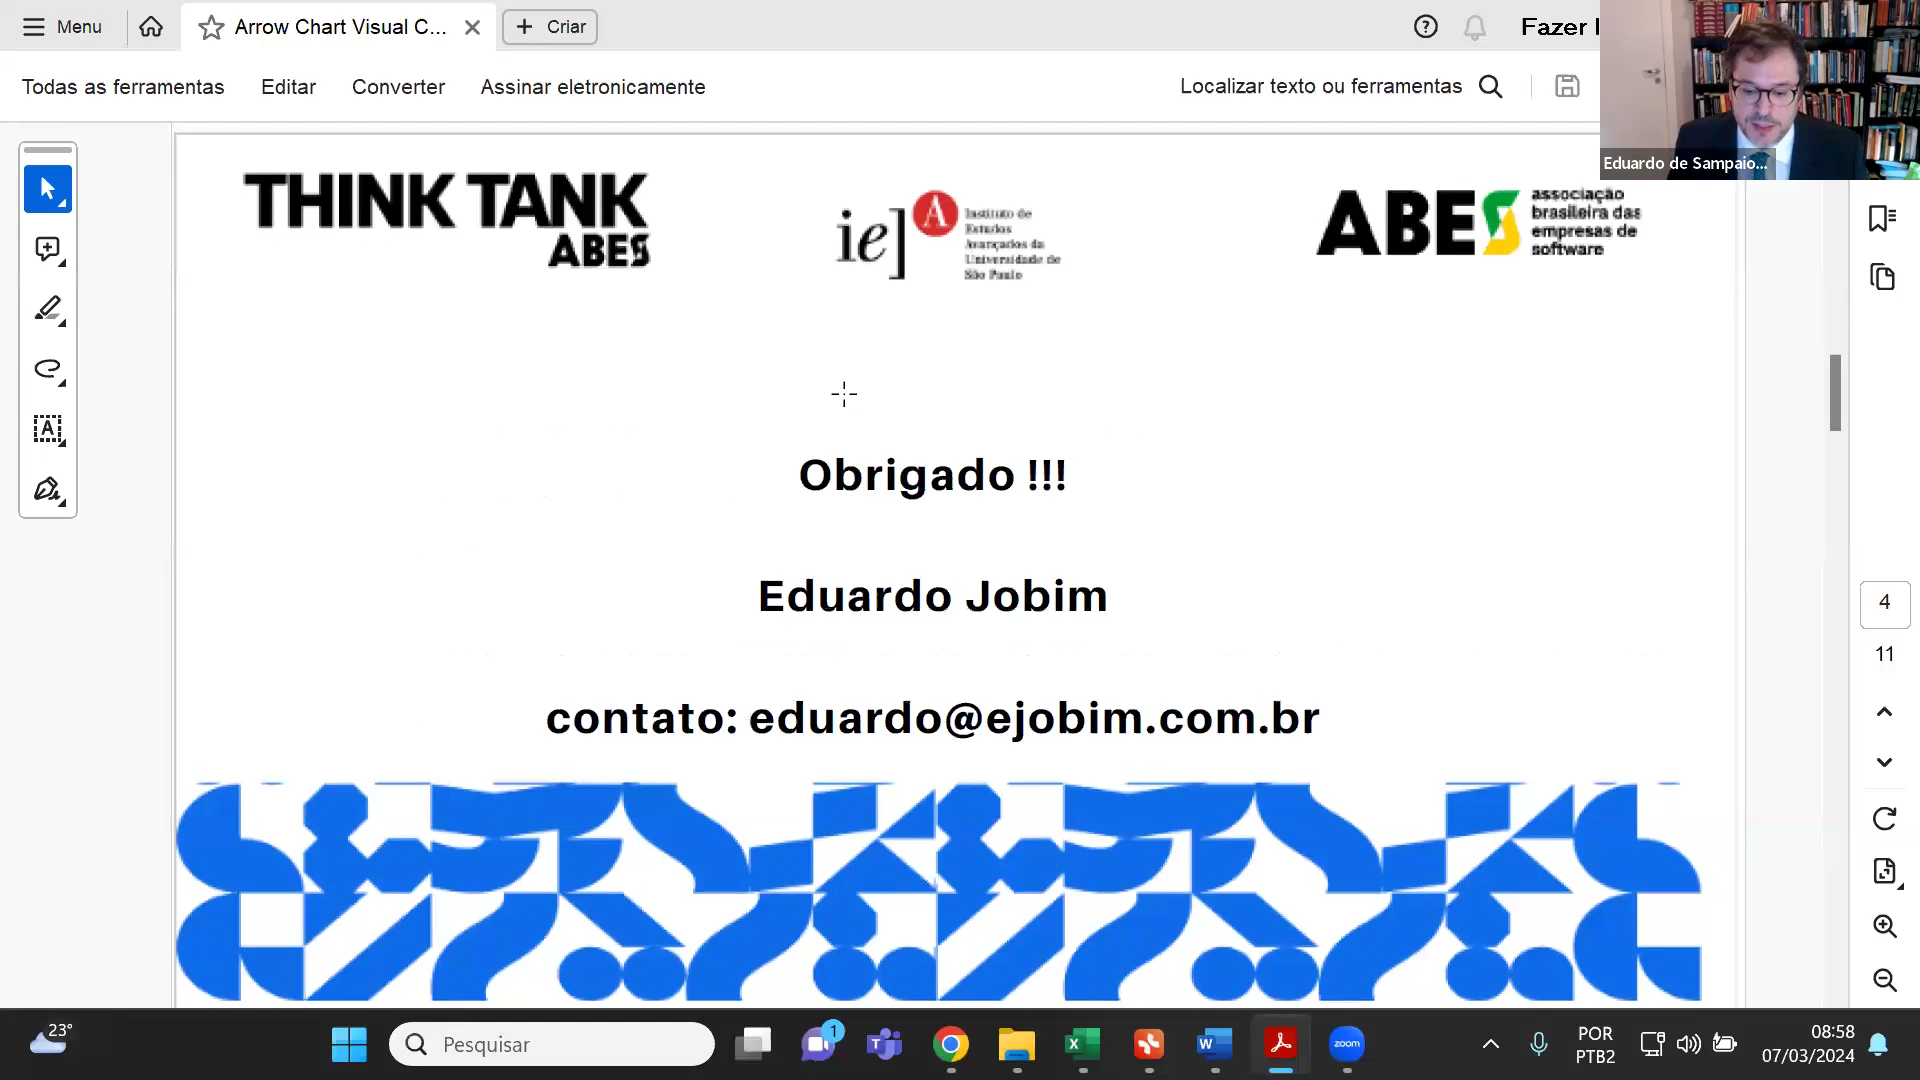 Menu
Arrow Chart Visual C...
Criar
Fazer
Todas as ferramentas
Editar
Converter
Assinar eletronicamente
Localizar texto ou ferramentas
Eduardo de Sampaio...
THINK TANK
ABES
ie]
A
Instituto de
Estudos
Avançados da
Universidade de
São Paulo
ABES
associação
brasileira das
empresas de
software
Obrigado !!!
Eduardo Jobim
contato: eduardo@ejobim.com.br
4
11
23°
Pesquisar
1
zoom
POR
PTB2
08:58
07/03/2024